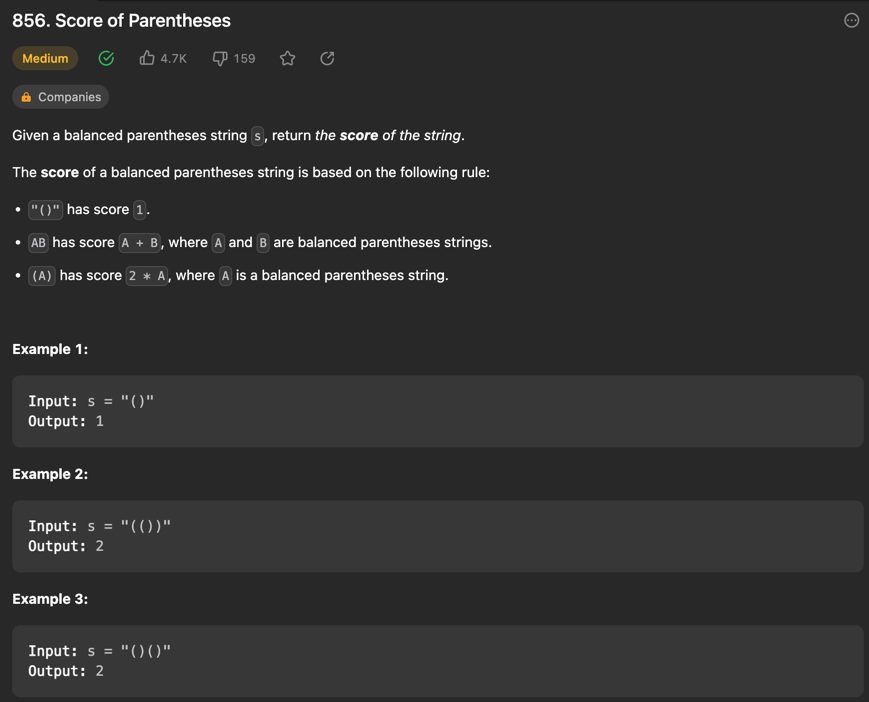 856. Score of Parentheses
Medium 4.7K 159
Companies
Given a balanced parentheses string s, return the score of the string.
The score of a balanced parentheses string is based on the following rule:
• "()" has score 1.
• AB has score A + B, where A and B are balanced parentheses strings.
• (A) has score 2 * A, where A is a balanced parentheses string.
Example 1:
Input: s = "()"
Output: 1
Example 2:
Input: s = "(())"
Output: 2
Example 3:
Input: s = "()()"
Output: 2